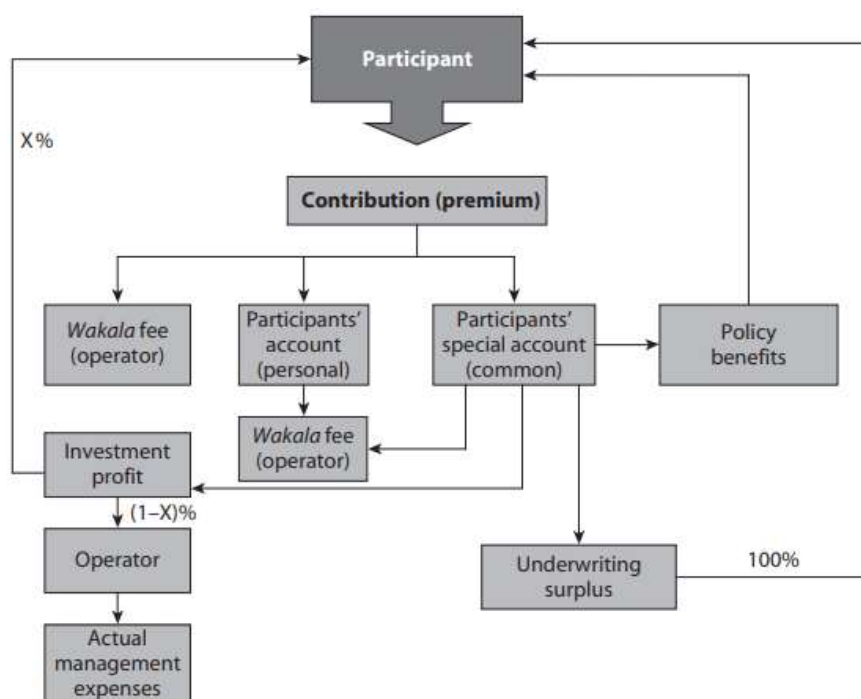 Participant
X%
Contribution (premium)
Wakala fee
(operator)
Participants’
account
(personal)
Participants’
special account
(common)
Policy
benefits
Wakala fee
(operator)
Investment
profit
(1–X)%
Operator
Underwriting
surplus
100%
Actual
management
expenses